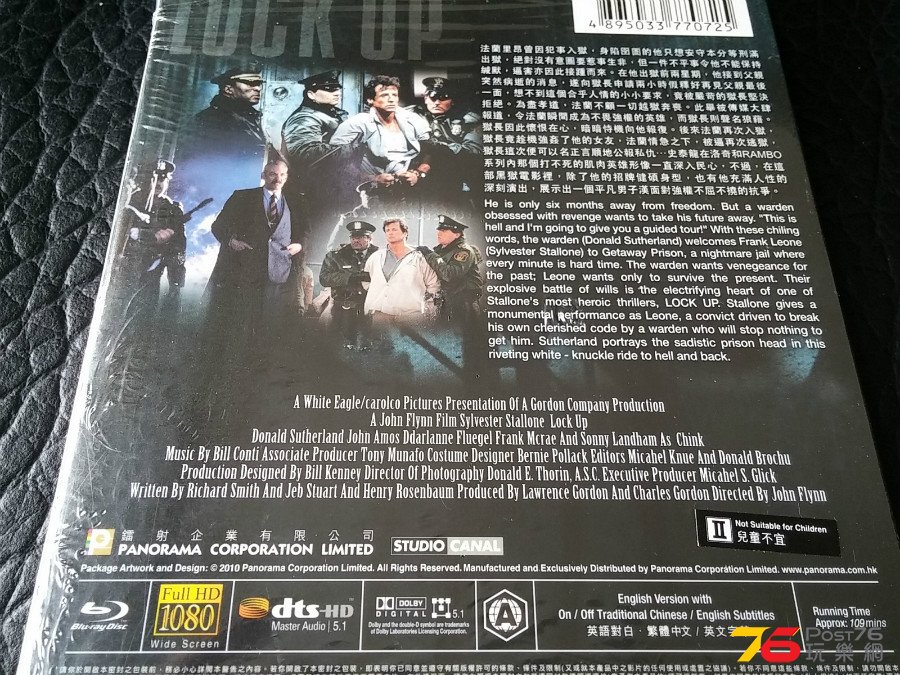 LOCK UP
4 895033 770725
法蘭里昂曾因犯事入獄，身陷囹圄的他只想安守本分等刑滿
出獄，絕對沒有意圖要惹事生非，但一件不平事令他不能保持
緘默，逼害亦因此接踵而來。在他出獄前兩星期，他接到父親
突然病逝的消息，遂向獄長申請兩小時假釋好再見父親最後
一面，想不到這個合乎人情的小小要求，竟被嚴苛的獄長堅決
拒絕。為盡孝道，法蘭不顧一切越獄奔喪。此舉被傳媒大肆
報道，令法蘭瞬間成為不畏強權的英雄，而獄長則聲名狼藉。
獄長因此懷恨在心，暗暗恃機向他報復。後來法蘭再次入獄，
獄長竟趁機強姦了他的女友，法蘭情急之下，被逼再次逃獄，
獄長這次便可以名正言順地公報私仇…史泰龍在洛奇和RAMBO
系列內那個打不死的肌肉英雄形像一直深入民心，不過，在這
部黑獄電影裡，除了他的招牌健碩身型，也有他充滿人性的
深刻演出，展示出一個平凡男子漢面對強權不屈不撓的抗爭。
He is only six months away from freedom. But a warden
obsessed with revenge wants to take his future away. "This is
hell and I'm going to give you a guided tour!" With these chiling
words, the warden (Donald Sutherland) welcomes Frank Leone
(Sylvester Stallone) to Getaway Prison, a nightmare jail where
every minute is hard time. The warden wants venegeance for
the past; Leone wants only to survive the present. Their
explosive battle of wills is the electrifying heart of one of
Stallone's most heroic thrillers, LOCK UP. Stallone gives a
monumental performance as Leone, a convict driven to break
his own cherished code by a warden who will stop nothing to
get him. Sutherland portrays the sadistic prison head in this
riveting white - knuckle ride to hell and back.
A White Eagle/carolco Pictures Presentation Of A Gordon Company Production
A John Flynn Film Sylvester Stallone Lock Up
Donald Sutherland John Amos Ddarlanne Fluegel Frank Mcrae And Sonny Landham As Chink
Music By Bill Conti Associate Producer Tony Munafo Costume Designer Bernie Pollack Editors Micahel Knue And Donald Brochu
Production Designed By Bill Kenney Director Of Photography Donald E. Thorin, A.S.C. Executive Producer Micahel S. Glick
Written By Richard Smith And Jeb Stuart And Henry Rosenbaum Produced By Lawrence Gordon And Charles Gordon Directed By John Flynn
鐳射企業有限公司
PANORAMA CORPORATION LIMITED
STUDIO CANAL
II Not Suitable for Children
兒童不宜
Package Artwork and Design: © 2010 Panorama Corporation Limited. All Rights Reserved. Manufactured and Exclusively Distributed by Panorama Corporation Limited. www.panorama.com.hk
Blu-ray Disc
Full HD
1080
Wide Screen
dts-HD
Master Audio | 5.1
DOLBY
DIGITAL 5.1
Dolby and the double-D symbol are trademarks
of Dolby Laboratories Licensing Corporation.
A
English Version with
On / Off Traditional Chinese / English Subtitles
英語對白．繁體中文 / 英文字
Running Time
Approx: 109mins
76 Post76
玩樂網